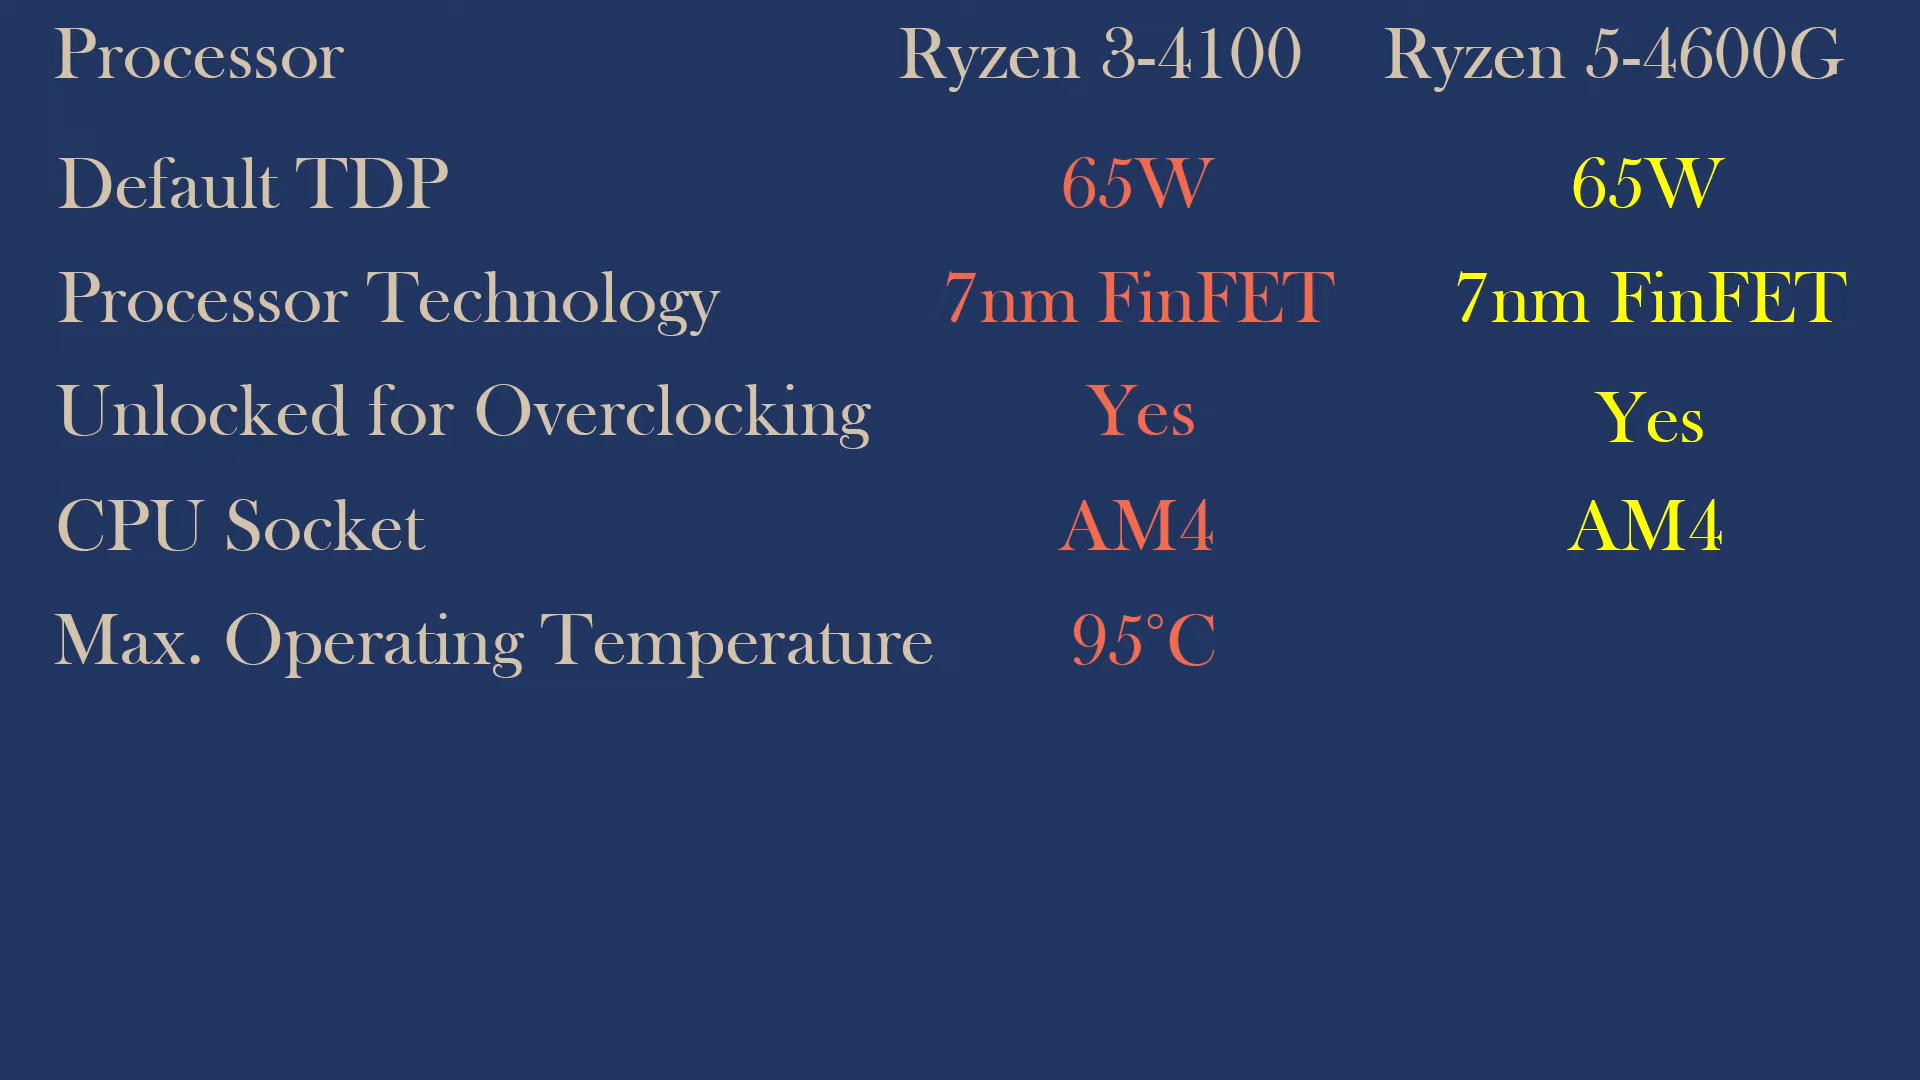 Processor Ryzen 3-4100 Ryzen 5-4600G
Default TDP 65W 65W
Processor Technology 7nm FinFET 7nm FinFET
Unlocked for Overclocking Yes Yes
CPU Socket AM4 AM4
Max. Operating Temperature 95°C